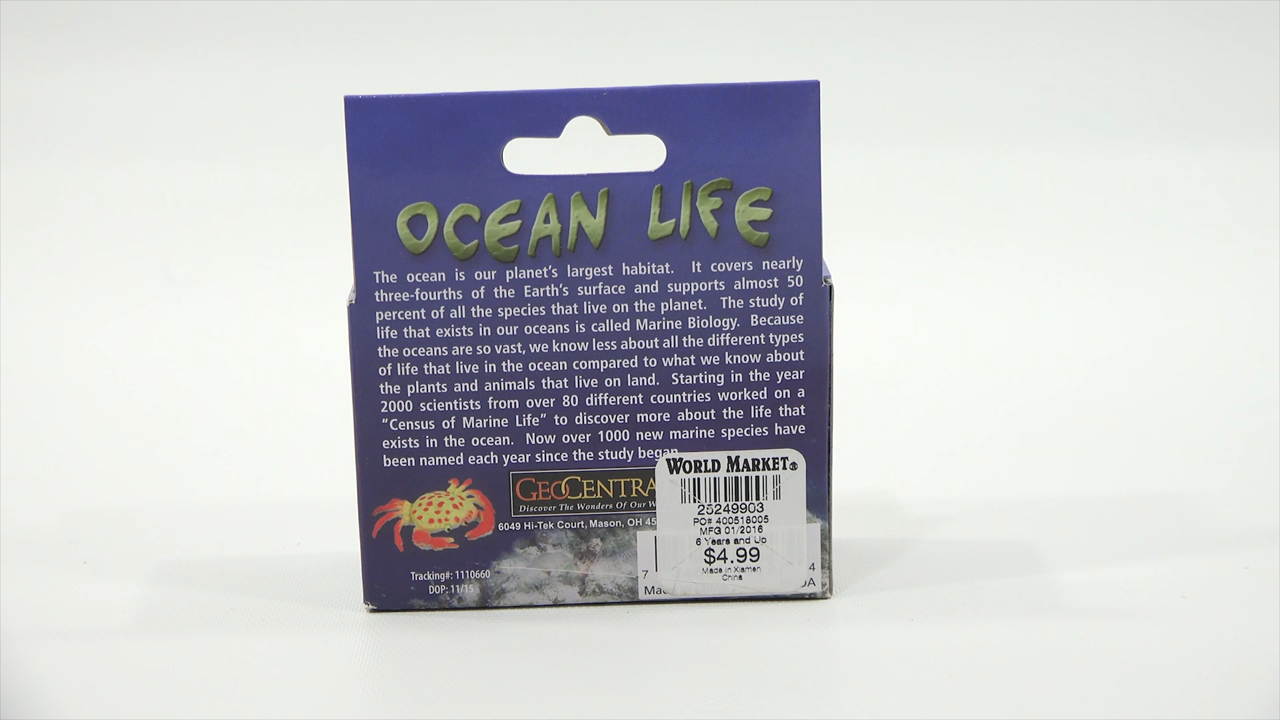 OCEAN LIFE
The ocean is our planet's largest habitat. It covers nearly
three-fourths of the Earth's surface and supports almost 50
percent of all the species that live on the planet. The study of
life that exists in our oceans is called Marine Biology. Because
the oceans are so vast, we know less about all the different types
of life that live in the ocean compared to what we know about
the plants and animals that live on land. Starting in the year
2000 scientists from over 80 different countries worked on a
"Census of Marine Life" to discover more about the life that
exists in the ocean. Now over 1000 new marine species have
been named each year since the study began
GEOCENTRA
Discover The Wonders Of Our W
6049 Hi-Tek Court, Mason, OH 45
Tracking#: 1110660
DOP: 11/15
WORLD MARKET®
25249903
PO# 400518005
MFG 01/2016
6 Years and Up
$4.99
Made in Xiamen
China
7
4